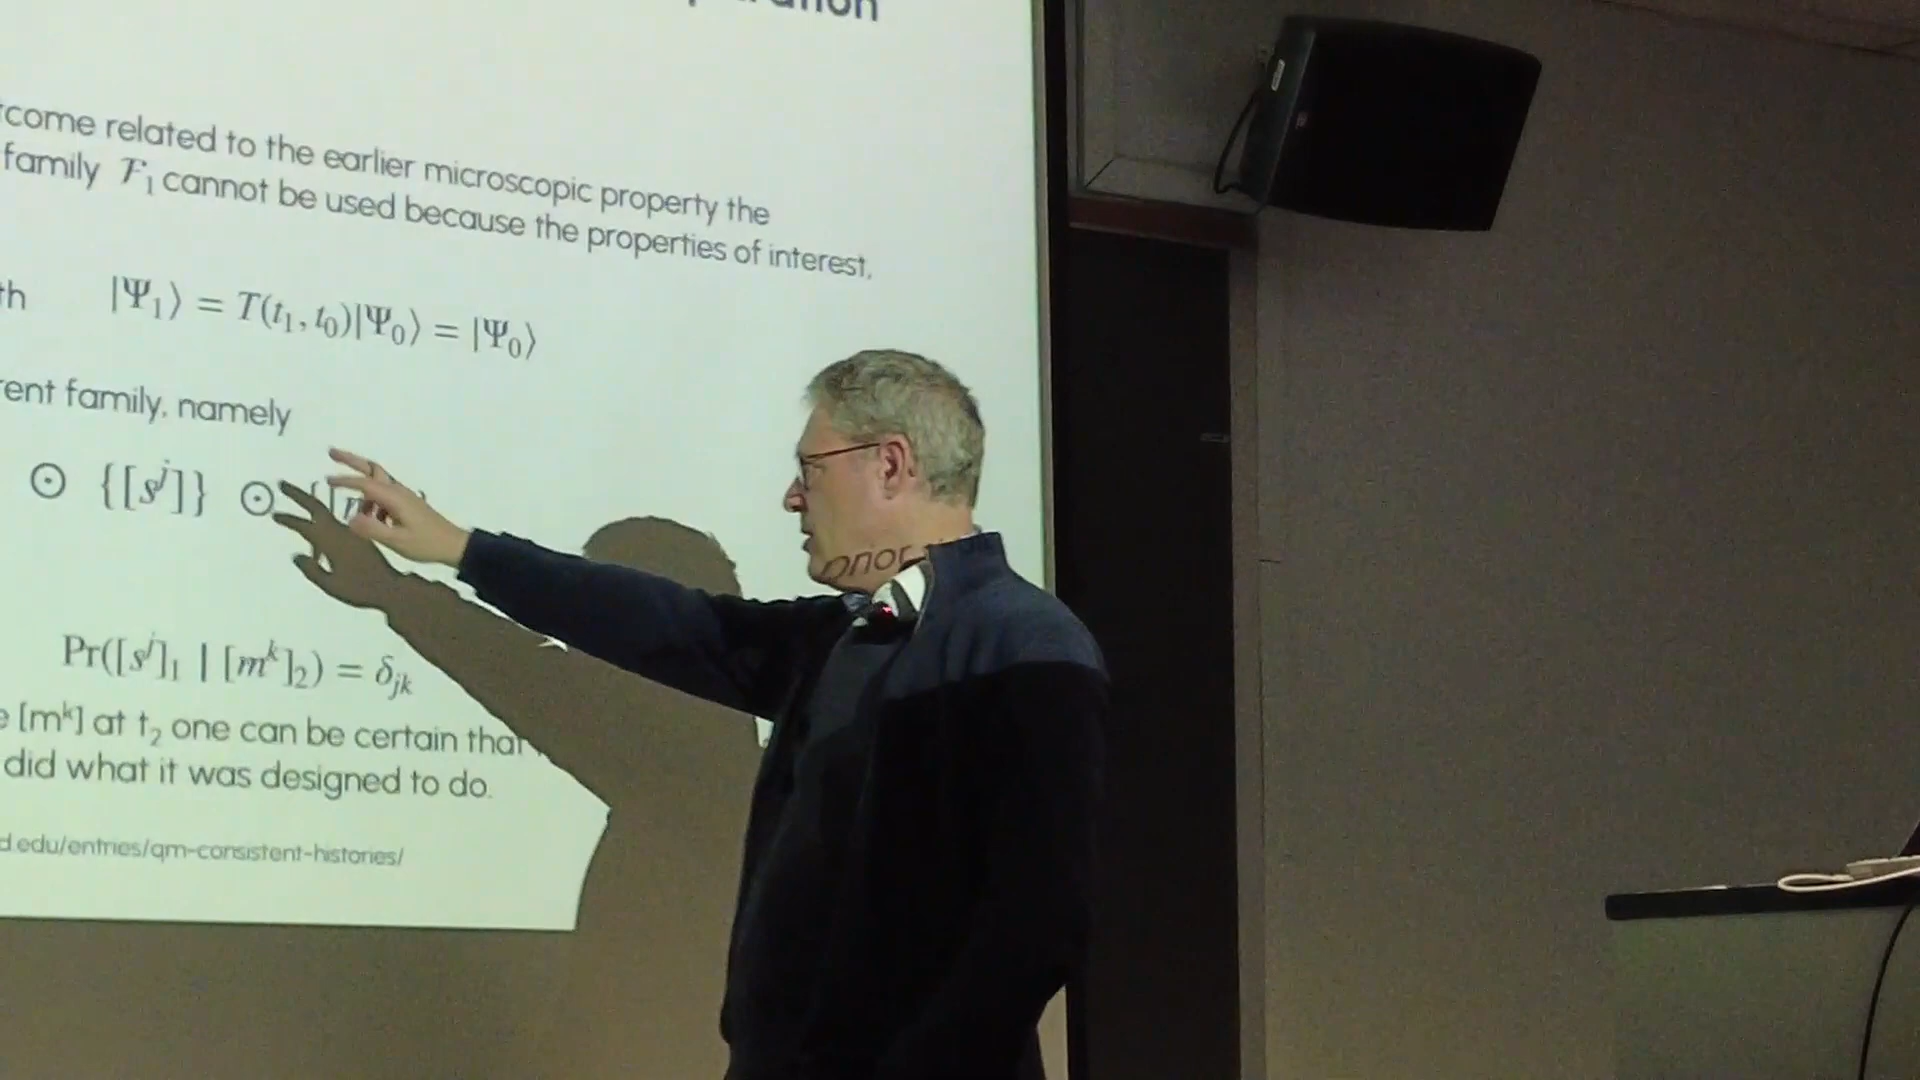 come related to the earlier microscopic property the
family F₁ cannot be used because the properties of interest,
th |Ψ₁⟩ = T(t₁, t₀)|Ψ₀⟩ = |Ψ₀⟩
ent family, namely
⊙ {[sʲ]} ⊙ {[m
Pr([sʲ]₁ | [mᵏ]₂) = δⱼₖ
[mᵏ] at t₂ one can be certain that
did what it was designed to do.
d.edu/entries/qm-consistent-histories/